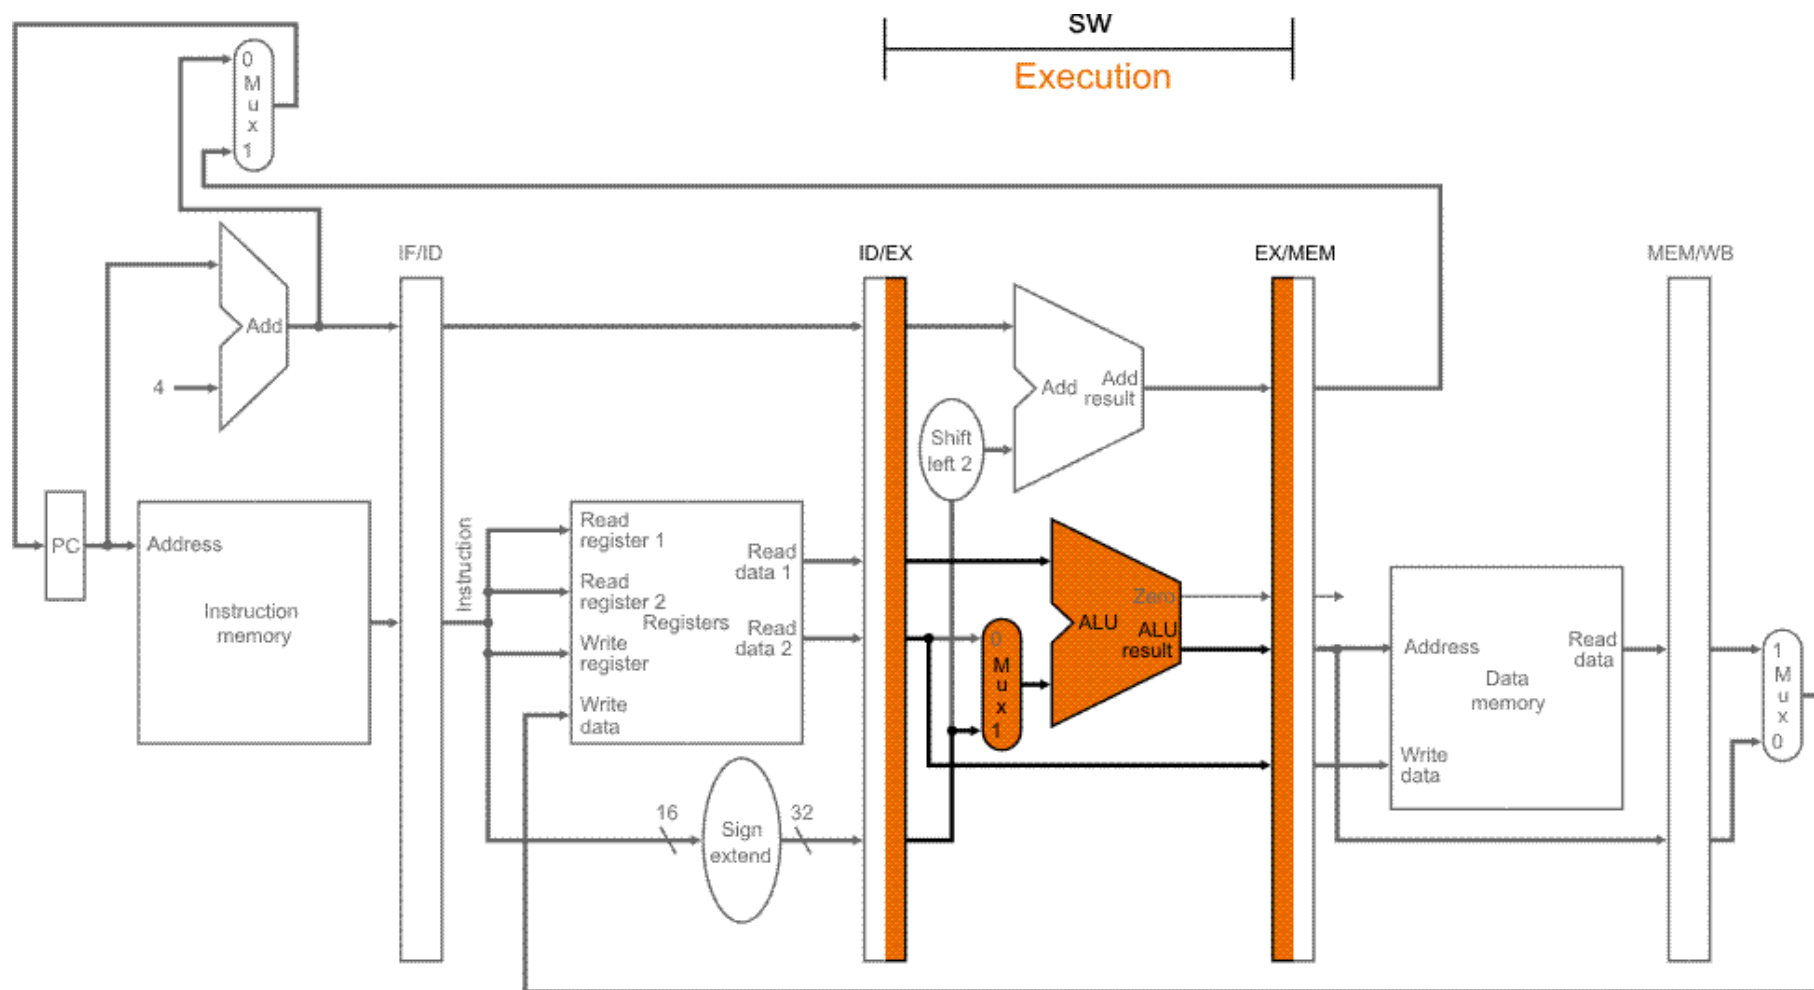 SW
Execution
0
M
u
x
1
IF/ID
ID/EX
EX/MEM
MEM/WB
Add
4
Add
Add
result
Shift
left 2
PC
Address
Instruction
memory
Instruction
Read
register 1
Read
register 2
Write
register
Write
data
Registers
Read
data 1
Read
data 2
0
M
u
x
1
ALU
Zero
ALU
result
Address
Write
data
Data
memory
Read
data
1
M
u
x
0
16
Sign
extend
32